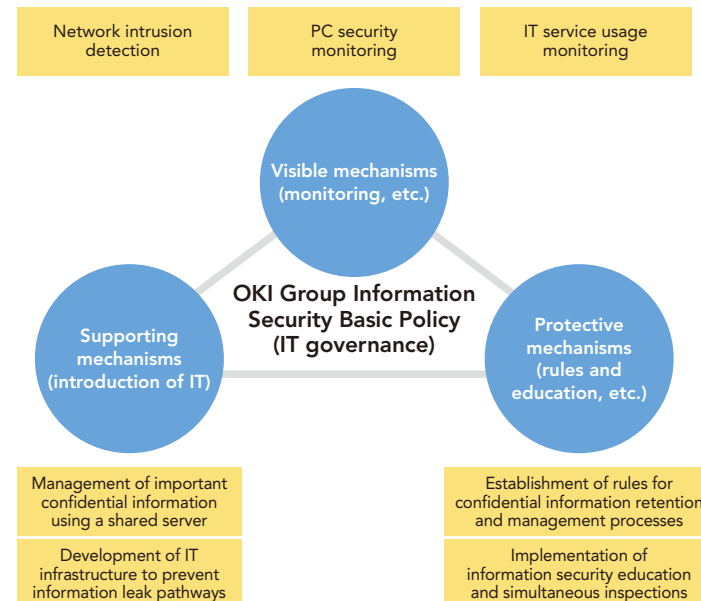 Network intrusion
detection
PC security
monitoring
IT service usage
monitoring
Visible mechanisms
(monitoring, etc.)
OKI Group Information
Security Basic Policy
(IT governance)
Supporting
mechanisms
(introduction of IT)
Protective
mechanisms
(rules and
education, etc.)
Management of important
confidential information
using a shared server
Development of IT
infrastructure to prevent
information leak pathways
Establishment of rules for
confidential information retention
and management processes
Implementation of
information security education
and simultaneous inspections